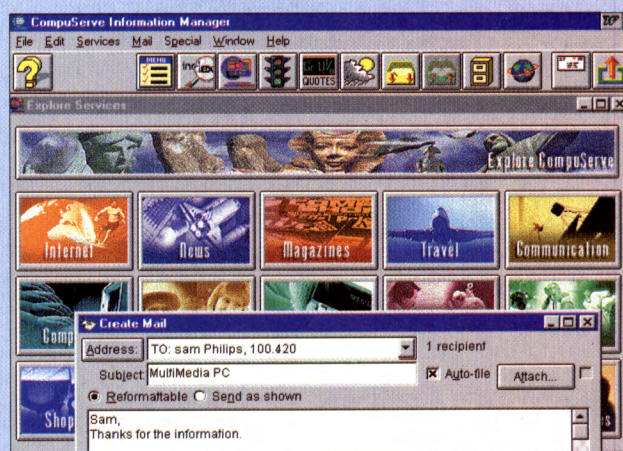 CompuServe Information Manager
File Edit Services Mail Special Window Help
MENU
QUOTES
Explore Services
Explore CompuServe
Internet News Magazines Travel Communication
Create Mail
Address: TO: sam Philips, 100.420 1 recipient
Subject: MultiMedia PC Auto-file Attach...
Reformattable Send as shown
Shop
Sam,
Thanks for the information.